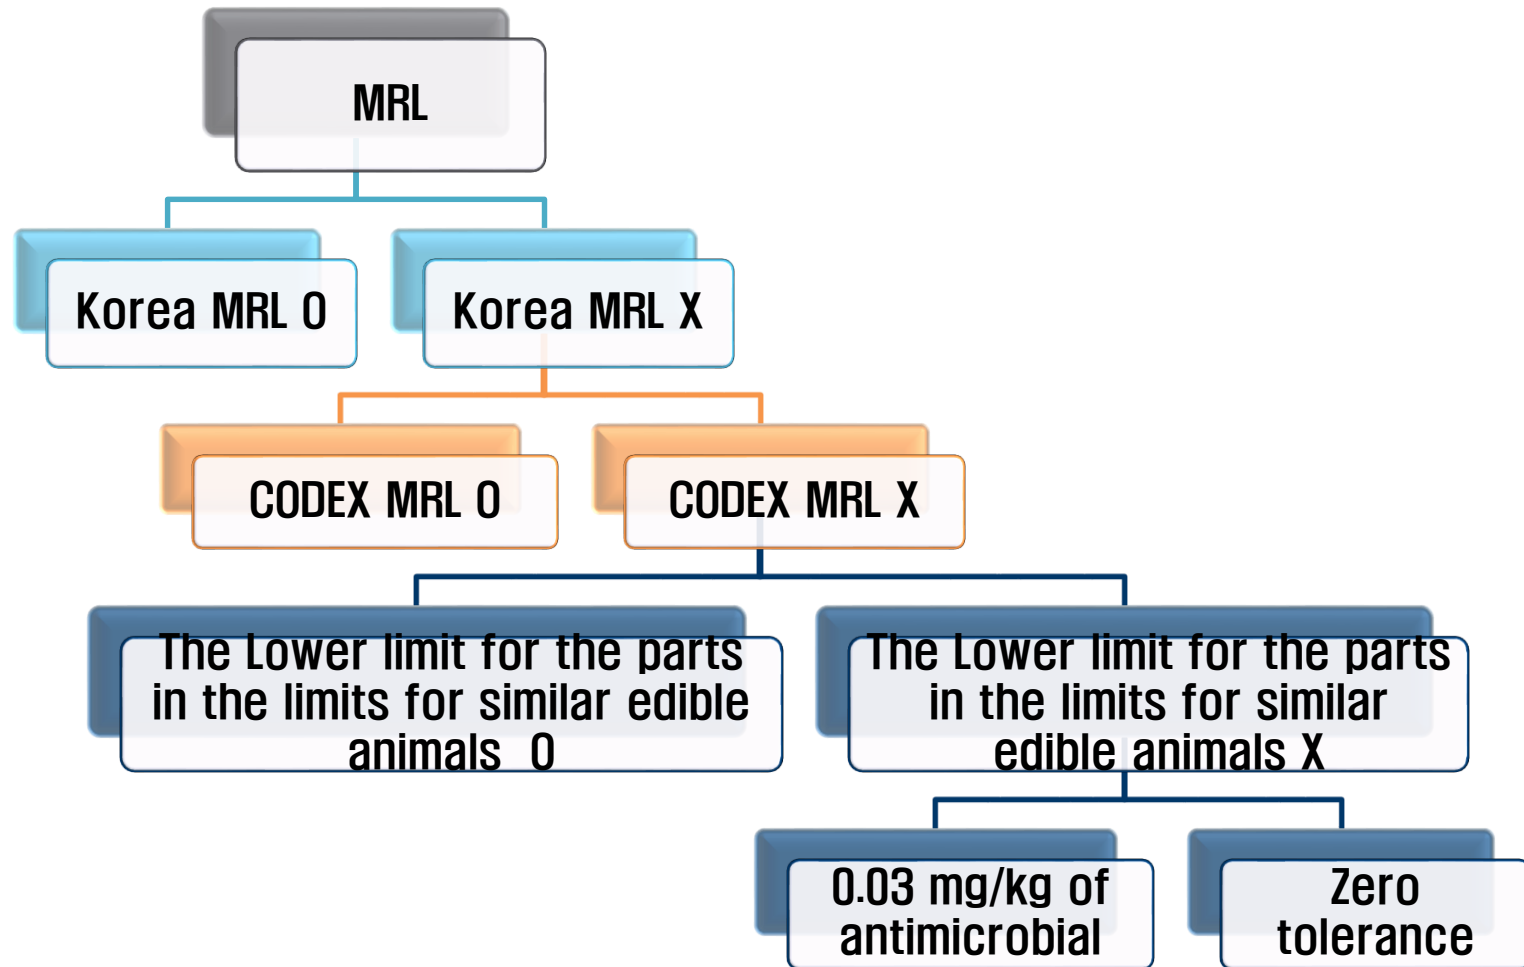 MRL
Korea MRL O
Korea MRL X
CODEX MRL O
CODEX MRL X
The Lower limit for the parts
in the limits for similar edible
animals O
The Lower limit for the parts
in the limits for similar
edible animals X
0.03 mg/kg of
antimicrobial
Zero
tolerance